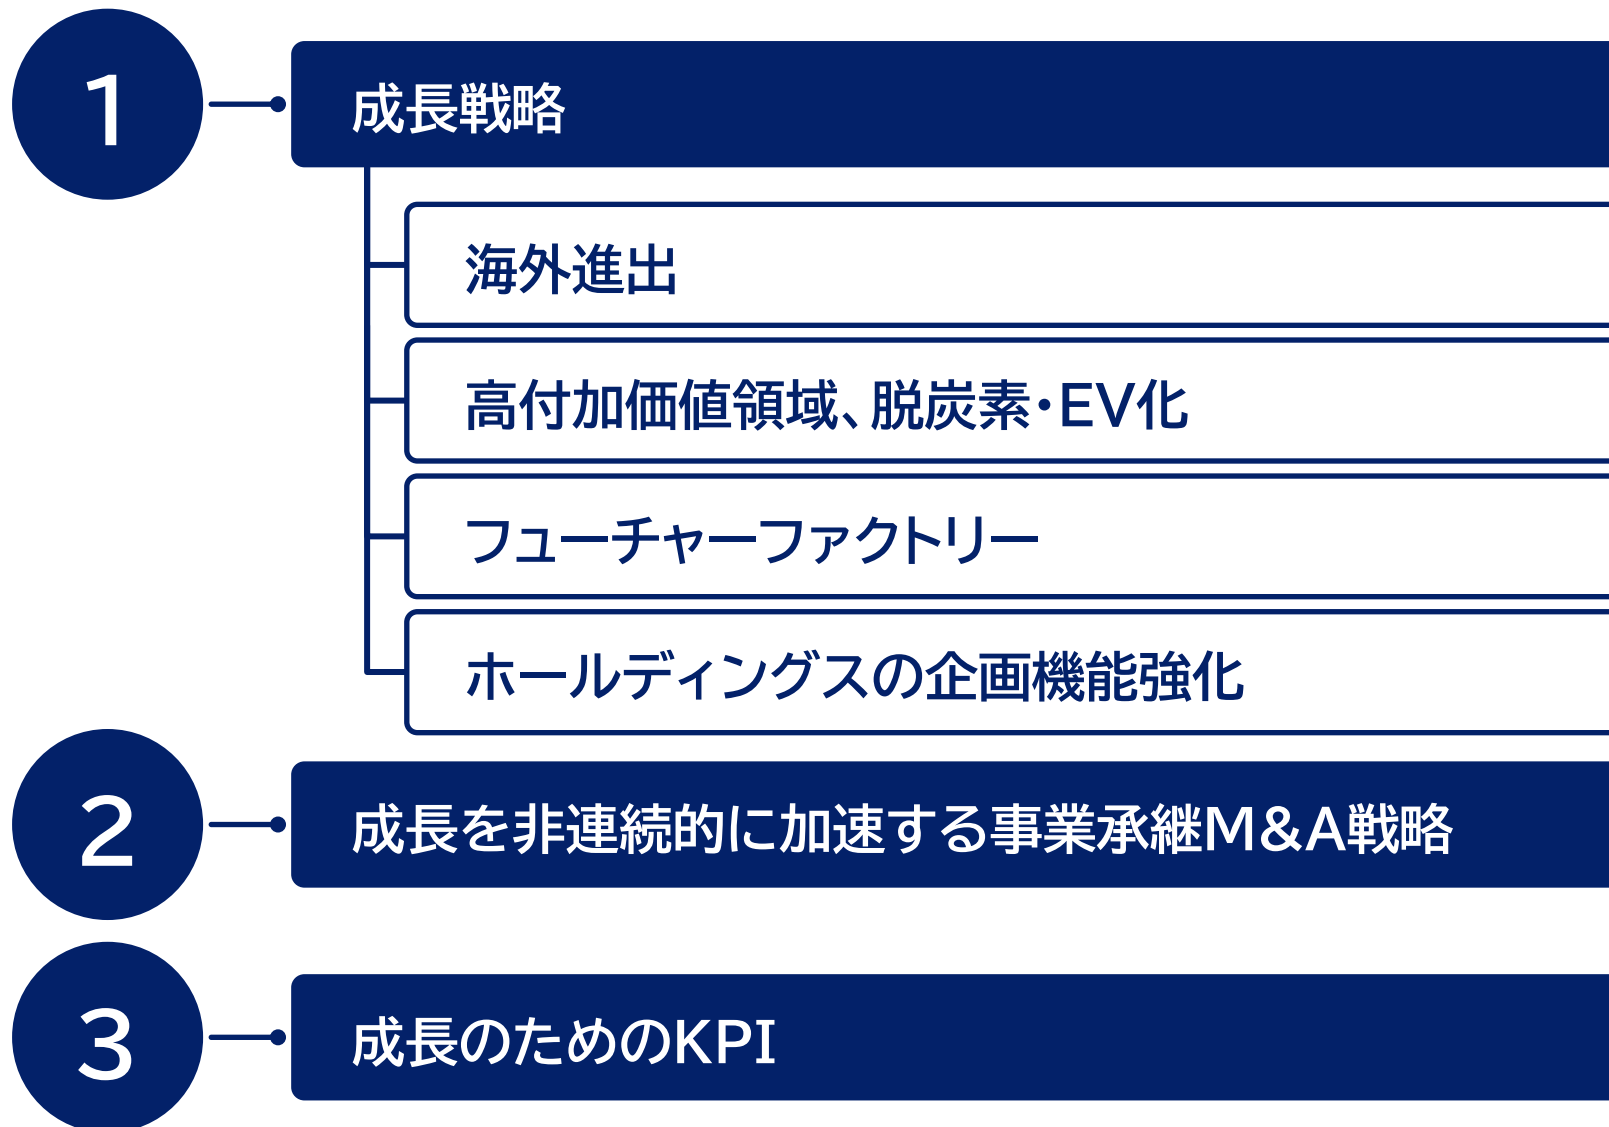 1
成長戦略
海外進出
高付加価値領域、脱炭素・EV化
フューチャーファクトリー
ホールディングスの企画機能強化
2
成長を非連続的に加速する事業承継M&A戦略
3
成長のためのKPI